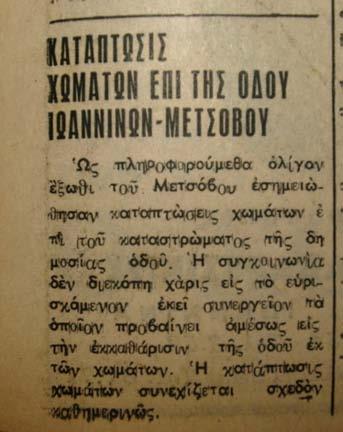 ΚΑΤΑΠΤΩΣΙΣ
ΧΩΜΑΤΩΝ ΕΠΙ ΤΗΣ ΟΔΟΥ
ΙΩΑΝΝΙΝΩΝ-ΜΕΤΣΟΒΟΥ
Ὡς πληροφορούμεθα ὀλίγον
ἔξωθι τοῦ Μετσόβου ἐσημειώ
θησαν καταπτώσεις χωμάτων ἐ
πὶ τοῦ καταστρώματος τῆς δη
μοσίας ὁδοῦ. Ἡ συγκοινωνία
δὲν διεκόπη χάρις εἰς τὸ εὑρι
σκόμενον ἐκεῖ συνεργεῖον τὸ
ὁποῖον προβαίνει ἀμέσως εἰς
τὴν ἐκκαθάρισιν τῆς ὁδοῦ ἐκ
τῶν χωμάτων. Ἡ κατάπτωσις
χωμάτων συνεχίζεται σχεδὸν
καθημερινῶς.